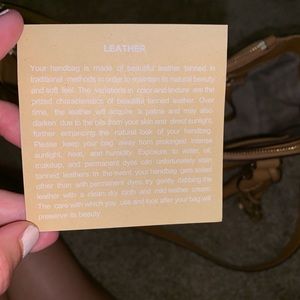 LEATHER
Your handbag is made of beautiful leather tanned in
traditional methods in order to maintain its natural beauty
and soft feel. The variations in color and texture are the
prized characteristics of beautiful tanned leather. Over
time, the leather will acquire a patina and may also
darken due to the oils from your skin and direct sunlight,
further enhancing the natural look of your handbag.
Please keep your bag away from prolonged intense
sunlight, heat, and humidity. Exposure to water, oil,
makeup, and permanent dyes can unfortunately stain
tanned leathers. In the event your handbag gets soiled
other than with permanent dyes, try gently dabbing the
leather with a clean dry cloth and mild leather cream.
The care with which you use and look after your bag will
preserve its beauty.